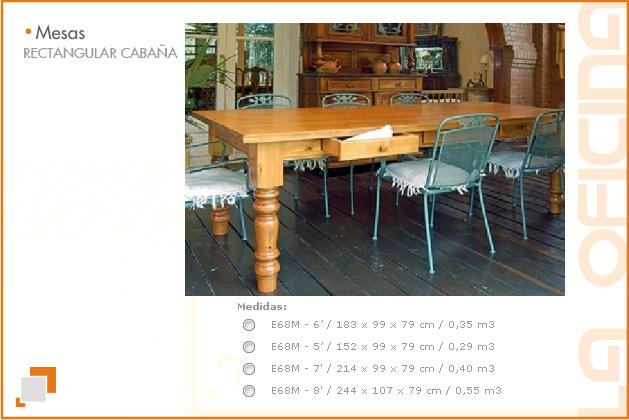 Mesas
RECTANGULAR CABAÑA
Medidas:
E68M - 6’/ 183 x 99 x 79 cm / 0,35 m3
E68M - 5’/ 152 x 99 x 79 cm / 0,29 m3
E68M - 7'/ 214 x 99 x 79 cm / 0,40 m3
E68M - 8'/ 244 x 107 x 79 cm / 0,55 m3
LA OFICINA